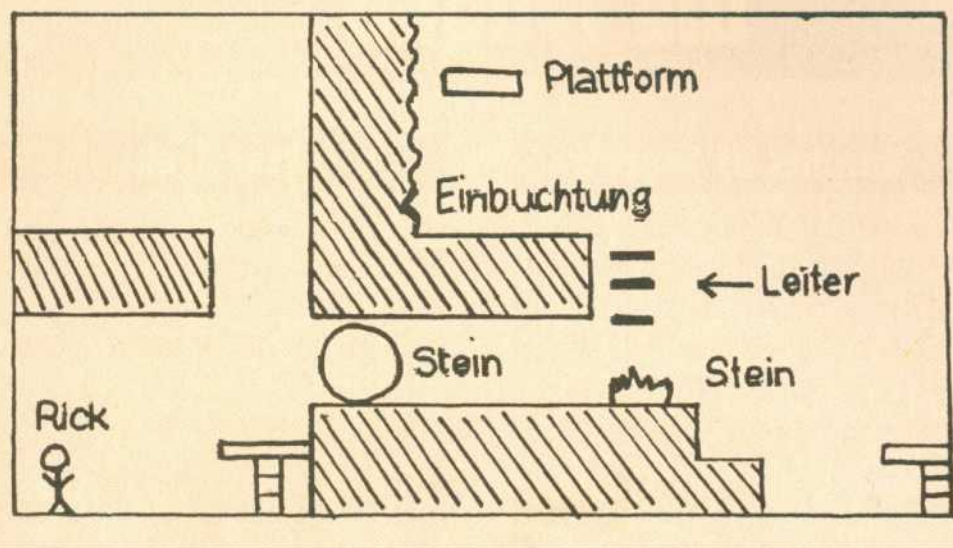 Plattform
Einbuchtung
Leiter
Stein
Stein
Rick